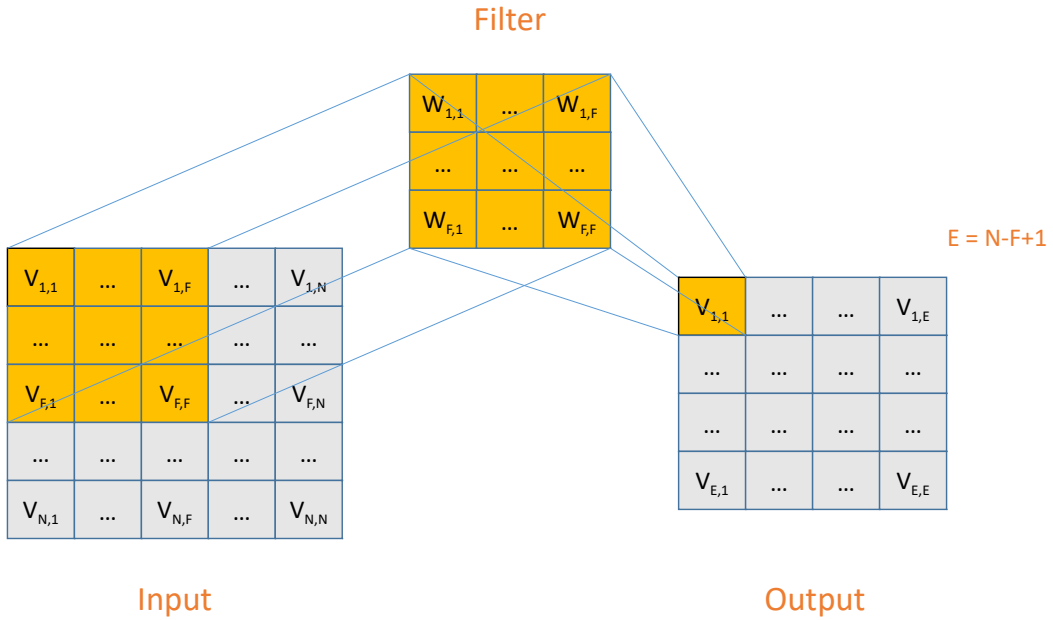 Filter
W1,1 ... W1,F
... ... ...
WF,1 ... WF,F
E = N-F+1
V1,1 ... V1,F ... V1,N
... ... ... ... ...
VF,1 ... VF,F ... VF,N
... ... ... ... ...
VN,1 ... VN,F ... VN,N
V1,1 ... ... V1,E
... ... ... ...
... ... ... ...
VE,1 ... ... VE,E
Input
Output